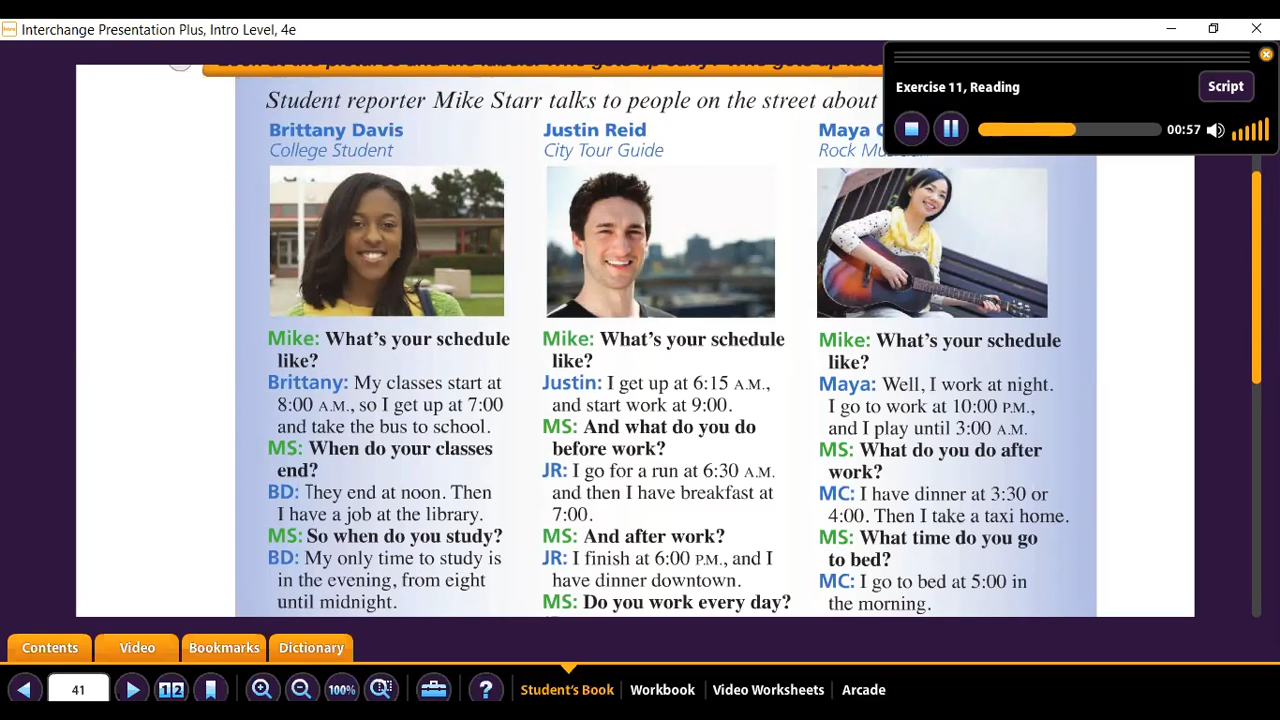 Interchange Presentation Plus, Intro Level, 4e
Exercise 11, Reading
Script
00:57
Student reporter Mike Starr talks to people on the street about
Brittany Davis
College Student
Mike: What's your schedule
like?
Brittany: My classes start at
8:00 A.M., so I get up at 7:00
and take the bus to school.
MS: When do your classes
end?
BD: They end at noon. Then
I have a job at the library.
MS: So when do you study?
BD: My only time to study is
in the evening, from eight
until midnight.
Justin Reid
City Tour Guide
Mike: What's your schedule
like?
Justin: I get up at 6:15 A.M.,
and start work at 9:00.
MS: And what do you do
before work?
JR: I go for a run at 6:30 A.M.
and then I have breakfast at
7:00.
MS: And after work?
JR: I finish at 6:00 P.M., and I
have dinner downtown.
MS: Do you work every day?
Maya
Rock
Mike: What's your schedule
like?
Maya: Well, I work at night.
I go to work at 10:00 P.M.,
and I play until 3:00 A.M.
MS: What do you do after
work?
MC: I have dinner at 3:30 or
4:00. Then I take a taxi home.
MS: What time do you go
to bed?
MC: I go to bed at 5:00 in
the morning.
Contents
Video
Bookmarks
Dictionary
41
1 2
100%
?
Student's Book
Workbook
Video Worksheets
Arcade